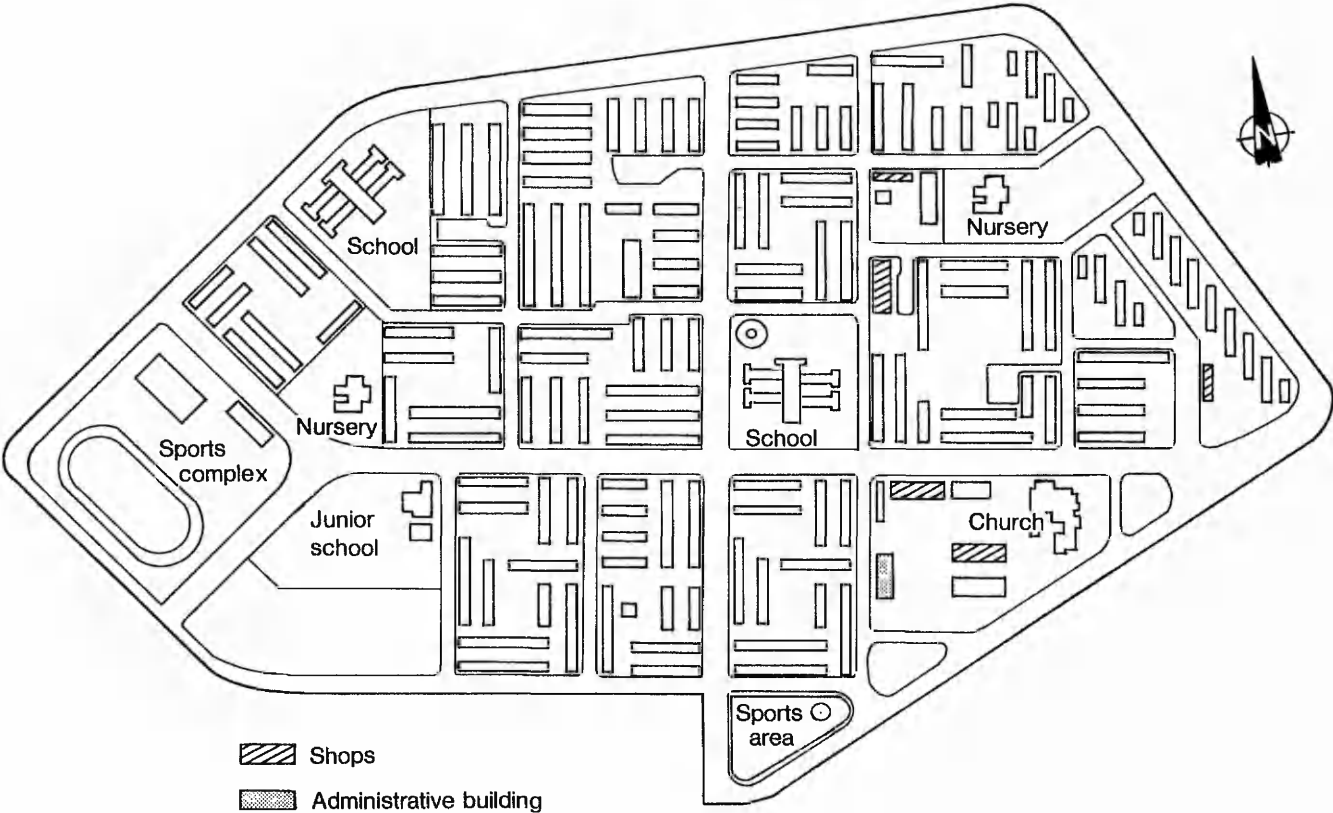 N
School
Nursery
Nursery
School
Sports
complex
Junior
school
Church
Sports
area
Shops
Administrative building